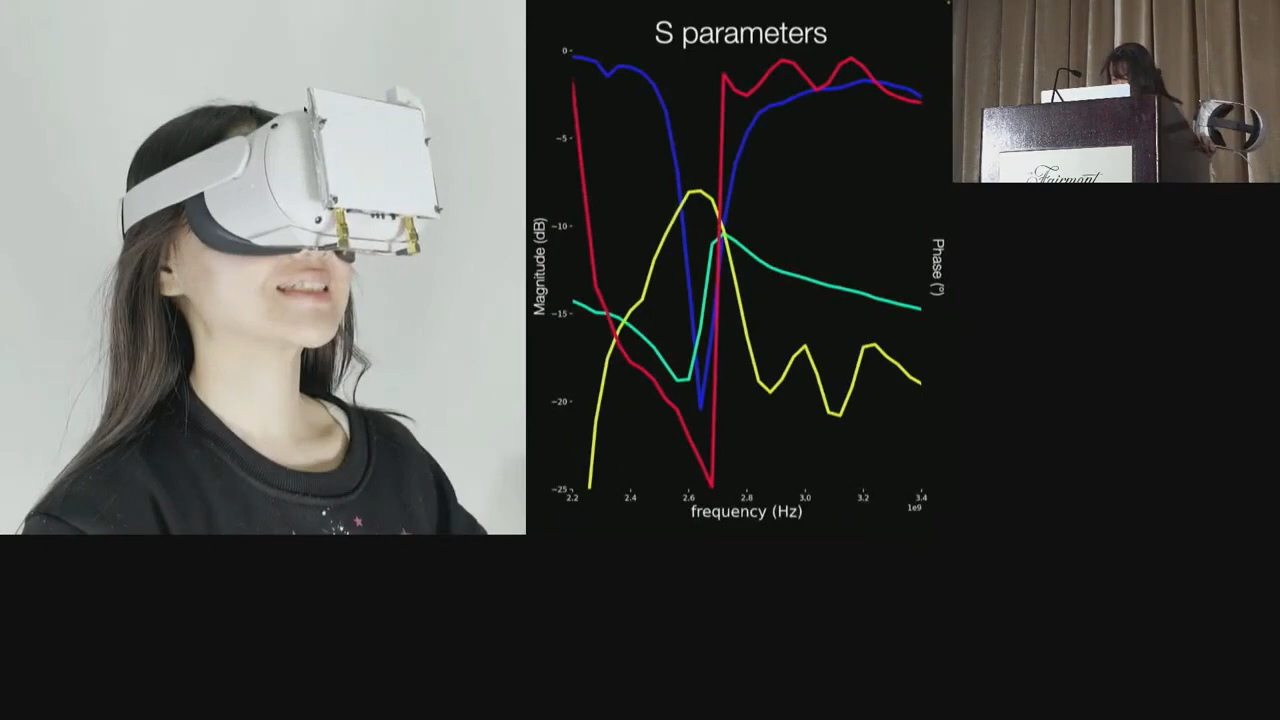 S parameters
0
−5
−10
−15
−20
−25
Magnitude (dB)
Phase (°)
2.2 2.4 2.6 2.8 3.0 3.2 3.4
1e9
frequency (Hz)
Fairmont